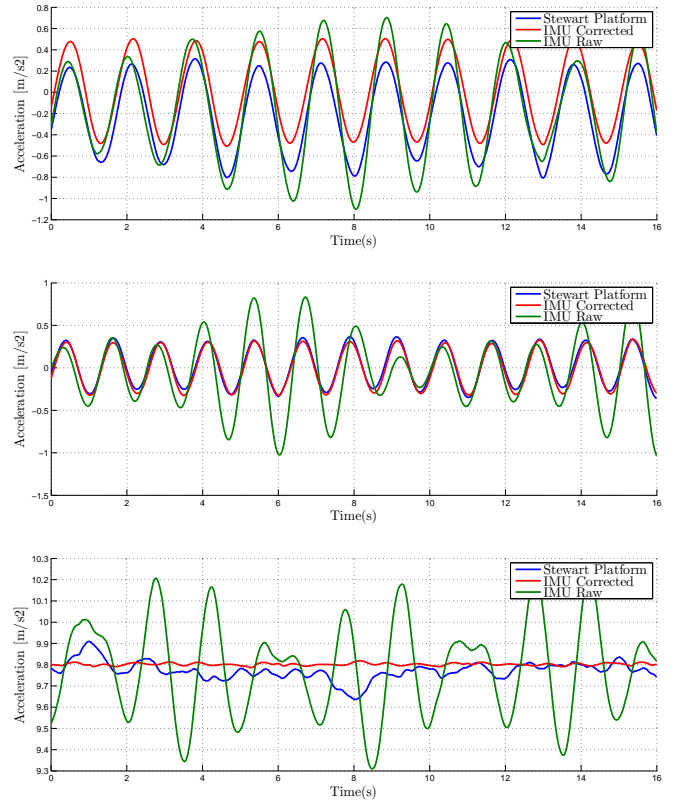 0.8
0.6
0.4
0.2
0
−0.2
−0.4
−0.6
−0.8
−1
−1.2
Acceleration [m/s2]
Stewart Platform
IMU Corrected
IMU Raw
0 2 4 6 8 10 12 14 16
Time(s)
1
0.5
0
−0.5
−1
−1.5
Acceleration [m/s2]
Stewart Platform
IMU Corrected
IMU Raw
0 2 4 6 8 10 12 14 16
Time(s)
10.3
10.2
10.1
10
9.9
9.8
9.7
9.6
9.5
9.4
9.3
Acceleration [m/s2]
Stewart Platform
IMU Corrected
IMU Raw
0 2 4 6 8 10 12 14 16
Time(s)